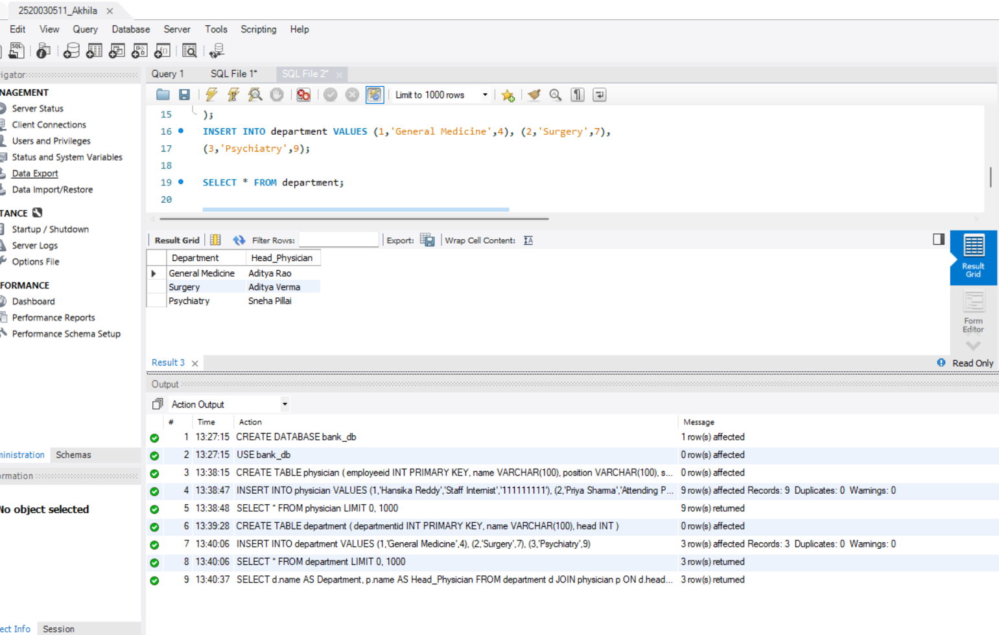 2520030511_Akhila
Edit View Query Database Server Tools Scripting Help
Query 1 SQL File 1* SQL File 2*
NAGEMENT
Server Status
Client Connections
Users and Privileges
Status and System Variables
Data Export
Data Import/Restore
TANCE
Startup / Shutdown
Server Logs
Options File
FORMANCE
Dashboard
Performance Reports
Performance Schema Setup
ministration Schemas
No object selected
ect Info Session
Limit to 1000 rows
15 );
16 INSERT INTO department VALUES (1,'General Medicine',4), (2,'Surgery',7),
17 (3,'Psychiatry',9);
18
19 SELECT * FROM department;
20
Result Grid Filter Rows: Export: Wrap Cell Content:
Department Head_Physician
General Medicine Aditya Rao
Surgery Aditya Verma
Psychiatry Sneha Pillai
Result Grid
Form Editor
Result 3 Read Only
Output
Action Output
# Time Action Message
1 13:27:15 CREATE DATABASE bank_db 1 row(s) affected
2 13:27:15 USE bank_db 0 row(s) affected
3 13:38:15 CREATE TABLE physician ( employeeid INT PRIMARY KEY, name VARCHAR(100), position VARCHAR(100), s... 0 row(s) affected
4 13:38:47 INSERT INTO physician VALUES (1,'Hansika Reddy','Staff Internist','111111111'), (2,'Priya Sharma','Attending P... 9 row(s) affected Records: 9 Duplicates: 0 Warnings: 0
5 13:38:48 SELECT * FROM physician LIMIT 0, 1000 9 row(s) returned
6 13:39:28 CREATE TABLE department ( departmentid INT PRIMARY KEY, name VARCHAR(100), head INT ) 0 row(s) affected
7 13:40:06 INSERT INTO department VALUES (1,'General Medicine',4), (2,'Surgery',7), (3,'Psychiatry',9) 3 row(s) affected Records: 3 Duplicates: 0 Warnings: 0
8 13:40:06 SELECT * FROM department LIMIT 0, 1000 3 row(s) returned
9 13:40:37 SELECT d.name AS Department, p.name AS Head_Physician FROM department d JOIN physician p ON d.head... 3 row(s) returned